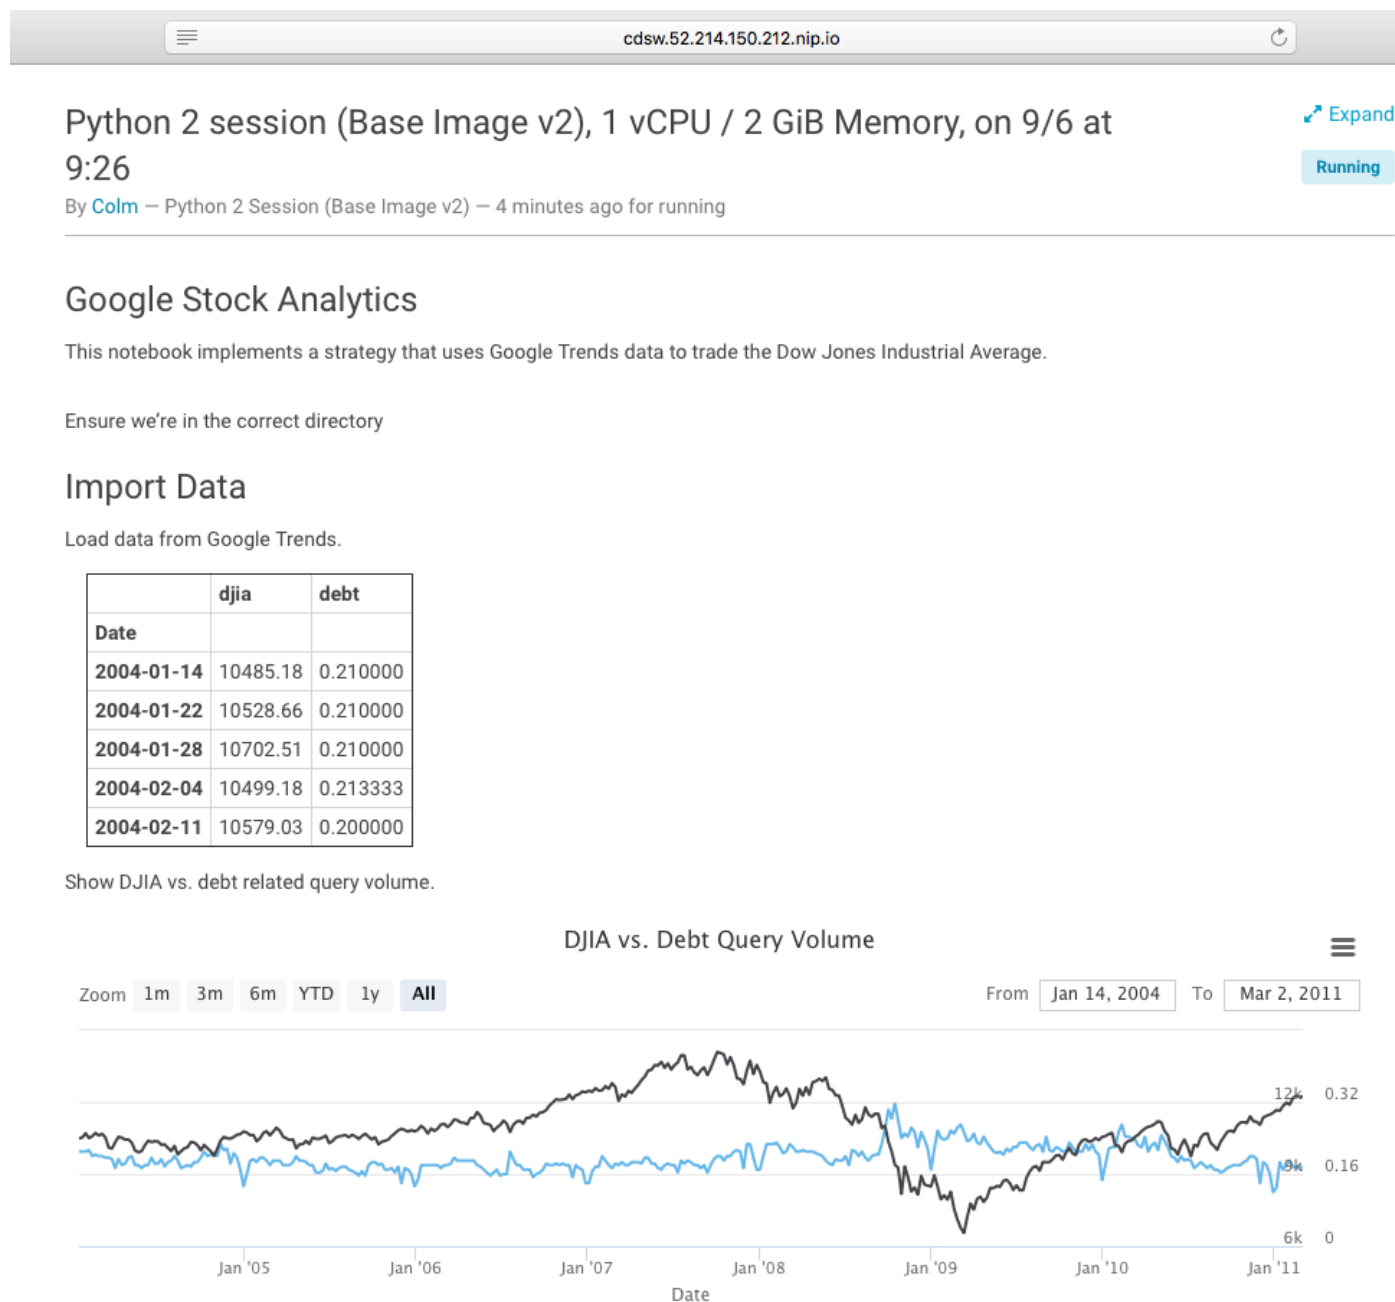 cdsw.52.214.150.212.nip.io
Python 2 session (Base Image v2), 1 vCPU / 2 GiB Memory, on 9/6 at
9:26
Expand
Running
By Colm — Python 2 Session (Base Image v2) — 4 minutes ago for running
Google Stock Analytics
This notebook implements a strategy that uses Google Trends data to trade the Dow Jones Industrial Average.
Ensure we're in the correct directory
Import Data
Load data from Google Trends.
djia debt
Date
2004-01-14 10485.18 0.210000
2004-01-22 10528.66 0.210000
2004-01-28 10702.51 0.210000
2004-02-04 10499.18 0.213333
2004-02-11 10579.03 0.200000
Show DJIA vs. debt related query volume.
DJIA vs. Debt Query Volume
Zoom 1m 3m 6m YTD 1y All From Jan 14, 2004 To Mar 2, 2011
12k 0.32
0.16
6k 0
Jan '05 Jan '06 Jan '07 Jan '08 Jan '09 Jan '10 Jan '11
Date